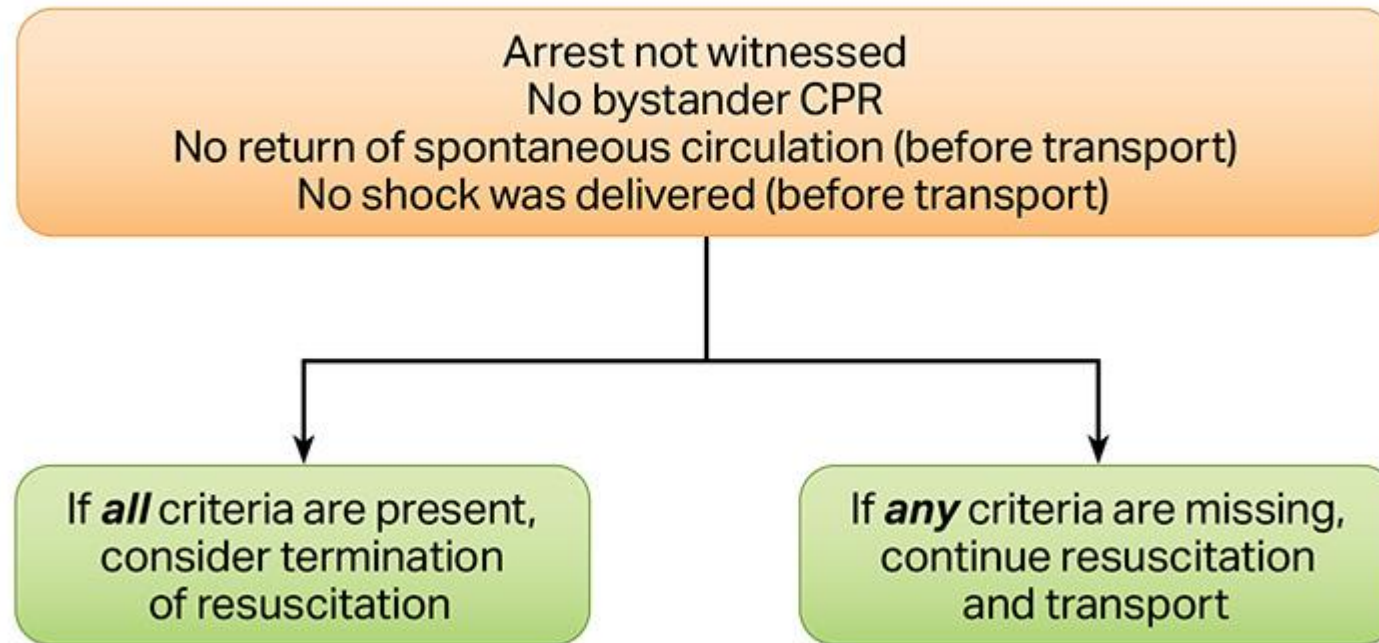 Arrest not witnessed
No bystander CPR
No return of spontaneous circulation (before transport)
No shock was delivered (before transport)
If all criteria are present,
consider termination
of resuscitation
If any criteria are missing,
continue resuscitation
and transport